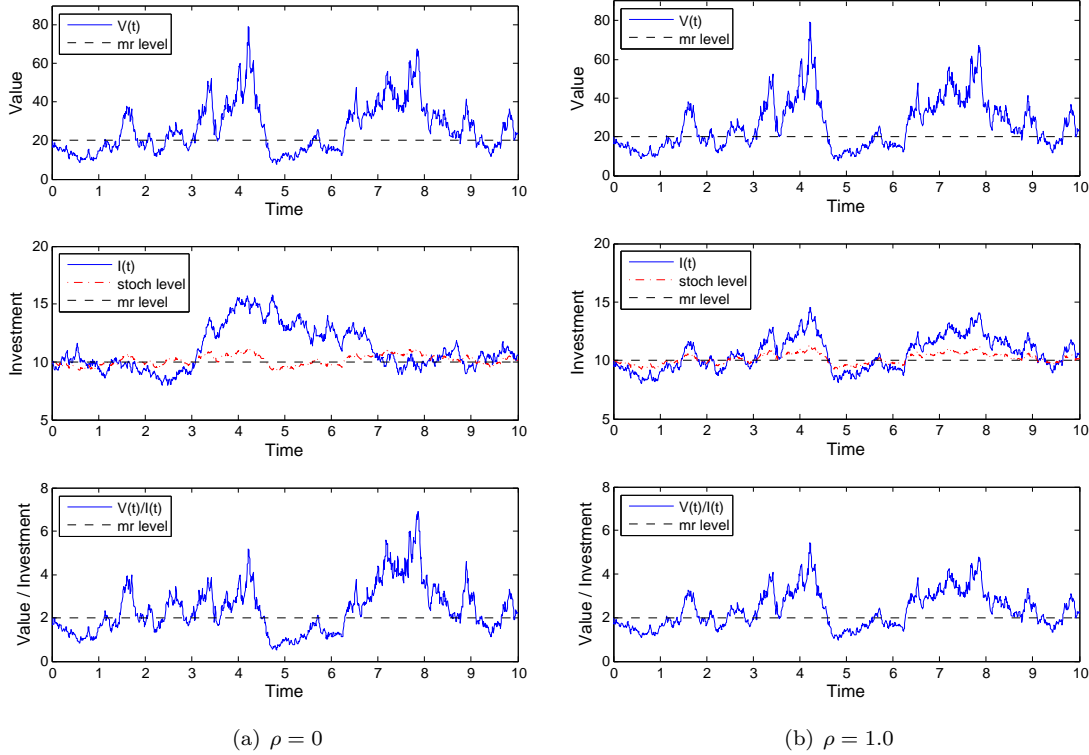 V(t)
mr level
Value
80
60
40
20
0
0 1 2 3 4 5 6 7 8 9 10
Time
I(t)
stoch level
mr level
Investment
20
15
10
5
0 1 2 3 4 5 6 7 8 9 10
Time
V(t)/I(t)
mr level
Value / Investment
8
6
4
2
0
0 1 2 3 4 5 6 7 8 9 10
Time
(a) ρ = 0
V(t)
mr level
Value
80
60
40
20
0
0 1 2 3 4 5 6 7 8 9 10
Time
I(t)
stoch level
mr level
Investment
20
15
10
5
0 1 2 3 4 5 6 7 8 9 10
Time
V(t)/I(t)
mr level
Value / Investment
8
6
4
2
0
0 1 2 3 4 5 6 7 8 9 10
Time
(b) ρ = 1.0